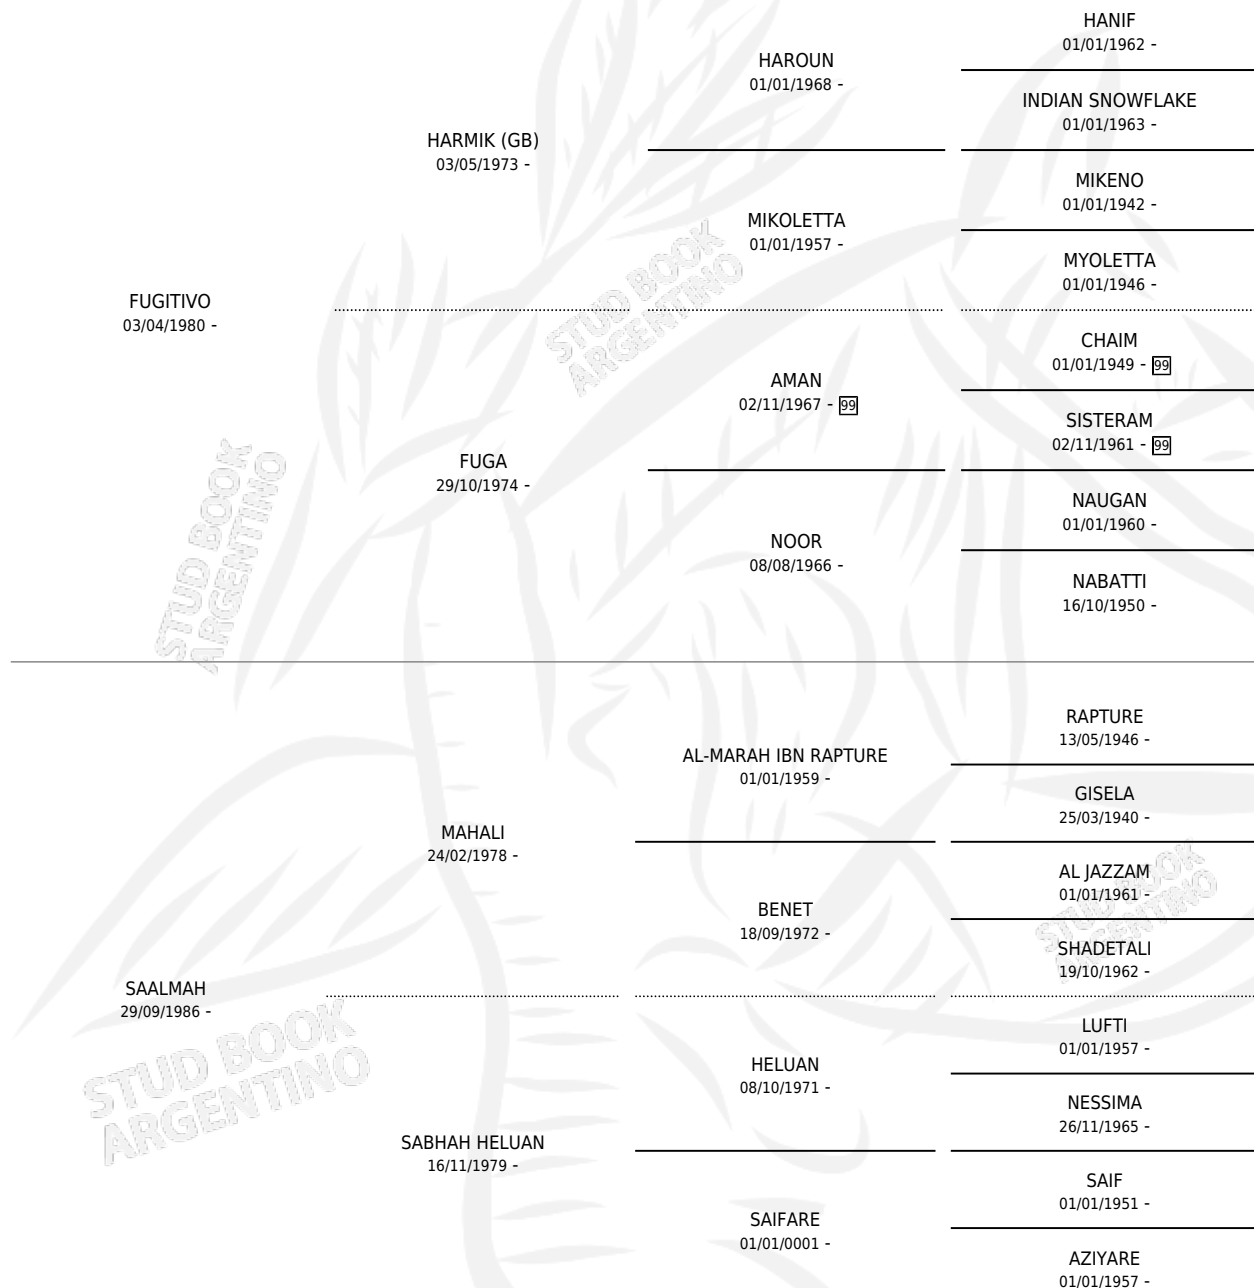 HANIF
01/01/1962 -
HAROUN
01/01/1968 -
INDIAN SNOWFLAKE
01/01/1963 -
HARMIK (GB)
03/05/1973 -
MIKENO
01/01/1942 -
MIKOLETTA
01/01/1957 -
MYOLETTA
01/01/1946 -
FUGITIVO
03/04/1980 -
CHAIM
01/01/1949 - 99
AMAN
02/11/1967 - 99
SISTERAM
02/11/1961 - 99
FUGA
29/10/1974 -
NAUGAN
01/01/1960 -
NOOR
08/08/1966 -
NABATTI
16/10/1950 -
RAPTURE
13/05/1946 -
AL-MARAH IBN RAPTURE
01/01/1959 -
GISELA
25/03/1940 -
MAHALI
24/02/1978 -
AL JAZZAM
01/01/1961 -
BENET
18/09/1972 -
SHADETALI
19/10/1962 -
SAALMAH
29/09/1986 -
LUFTI
01/01/1957 -
HELUAN
08/10/1971 -
NESSIMA
26/11/1965 -
SABHAH HELUAN
16/11/1979 -
SAIF
01/01/1951 -
SAIFARE
01/01/0001 -
AZIYARE
01/01/1957 -
STUD BOOK
ARGENTINO
STUD BOOK
ARGENTINO
STUD BOOK
ARGENTINO
STUD BOOK
ARGENTINO